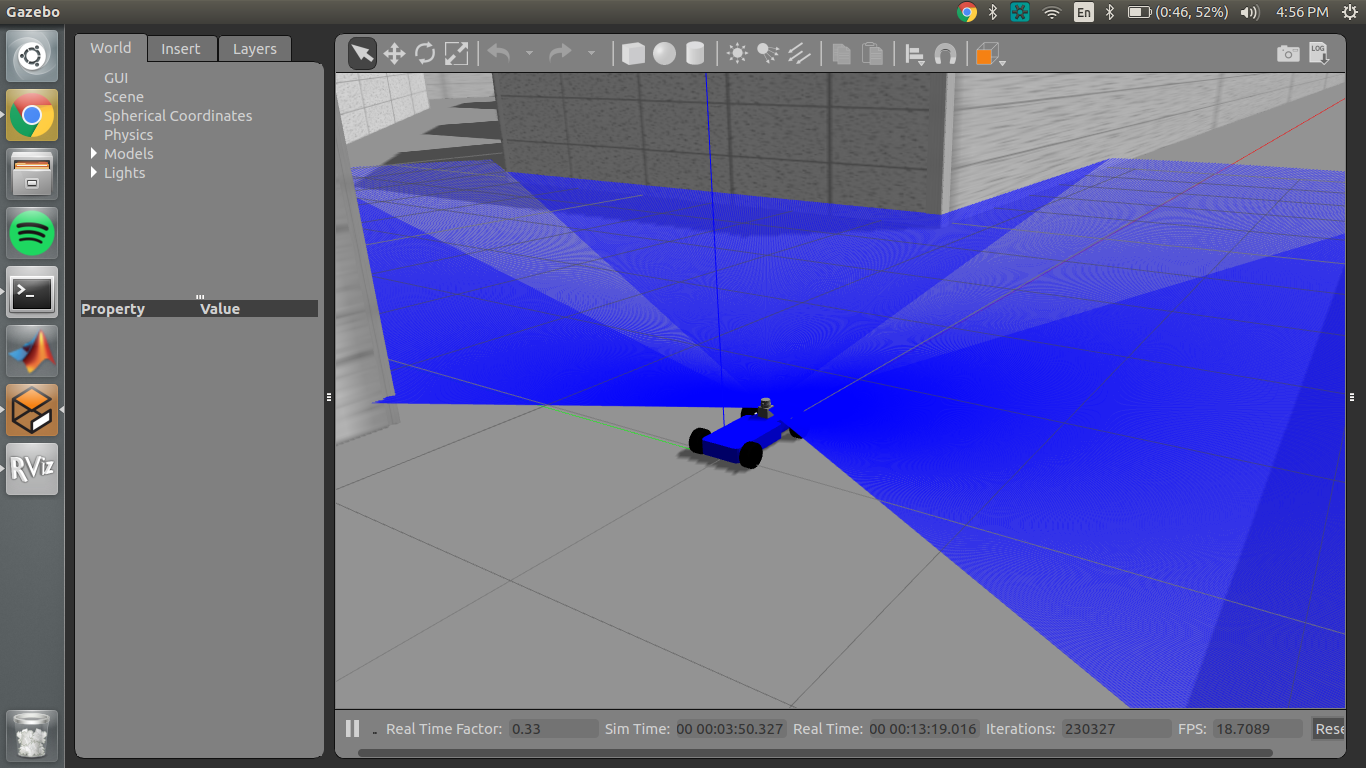 Gazebo
En
(0:46, 52%)
4:56 PM
World
Insert
Layers
LOG
GUI
Scene
Spherical Coordinates
Physics
Models
Lights
Property Value
RViz
Real Time Factor: 0.33 Sim Time: 00 00:03:50.327 Real Time: 00 00:13:19.016 Iterations: 230327 FPS: 18.7089 Rese